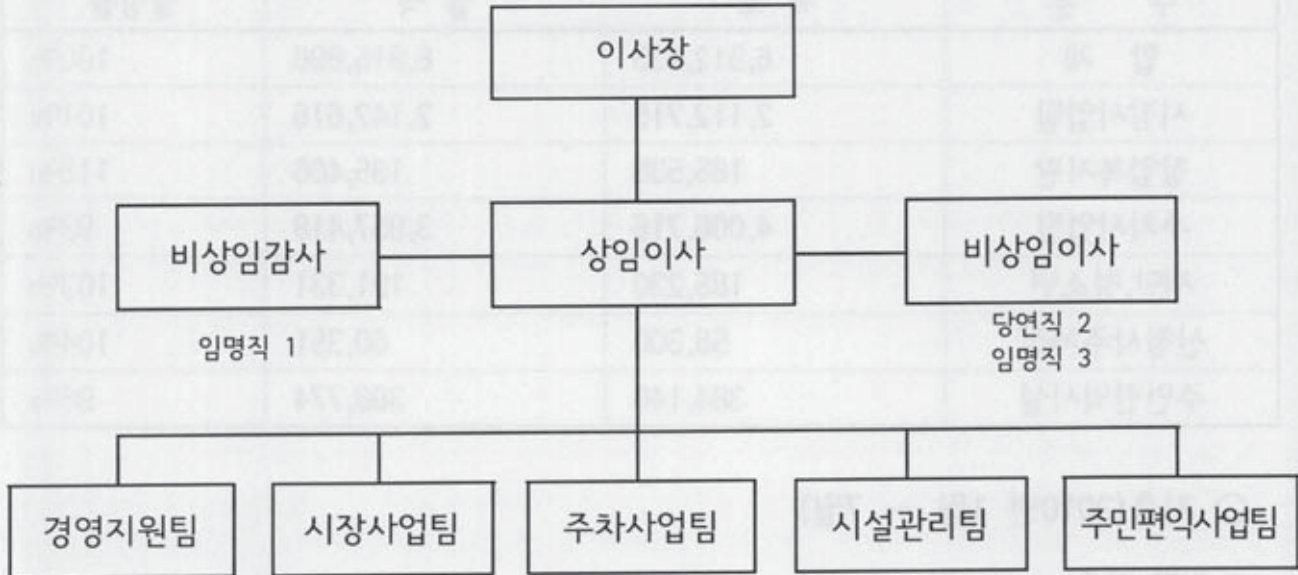 이사장
비상임감사
상임이사
비상임이사
임명직 1
당연직 2
임명직 3
경영지원팀
시장사업팀
주차사업팀
시설관리팀
주민편익사업팀